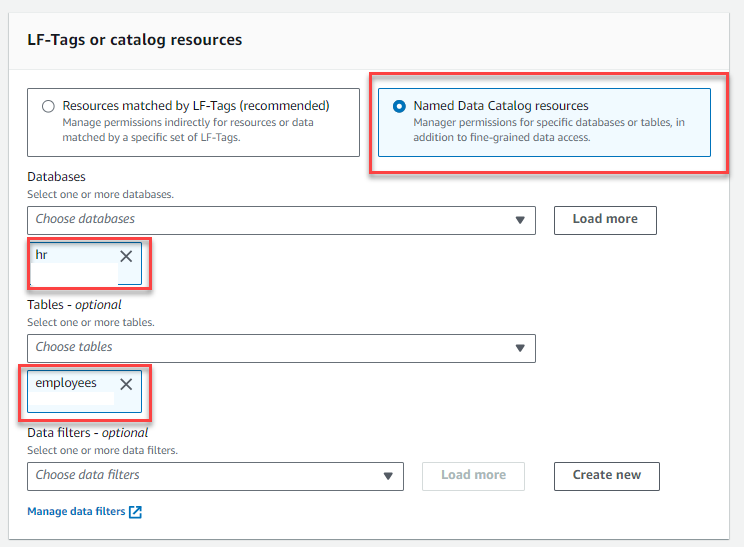 LF-Tags or catalog resources
Resources matched by LF-Tags (recommended)
Manage permissions indirectly for resources or data
matched by a specific set of LF-Tags.
Named Data Catalog resources
Manager permissions for specific databases or tables, in
addition to fine-grained data access.
Databases
Select one or more databases.
Choose databases
Load more
hr
Tables - optional
Select one or more tables.
Choose tables
employees
Data filters - optional
Select one or more data filters.
Choose data filters
Load more
Create new
Manage data filters